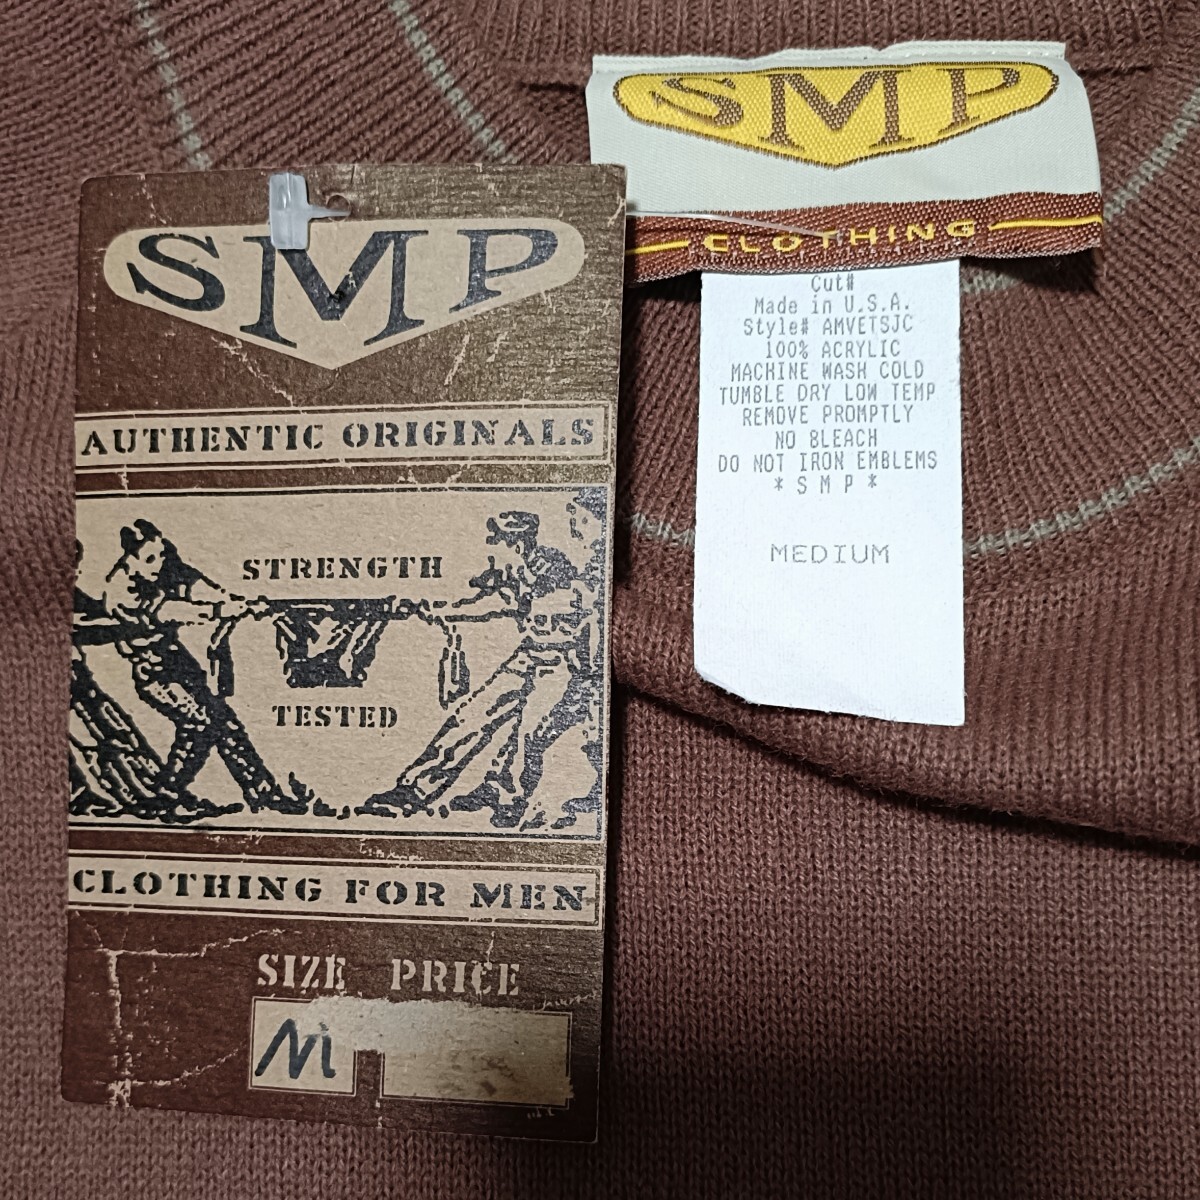 SMP
AUTHENTIC ORIGINALS
STRENGTH
TESTED
CLOTHING FOR MEN
SIZE PRICE
M
SMP
CLOTHING
Cut#
Made in U.S.A.
Style# AMVETSJC
100% ACRYLIC
MACHINE WASH COLD
TUMBLE DRY LOW TEMP
REMOVE PROMPTLY
NO BLEACH
DO NOT IRON EMBLEMS
* S M P *
MEDIUM